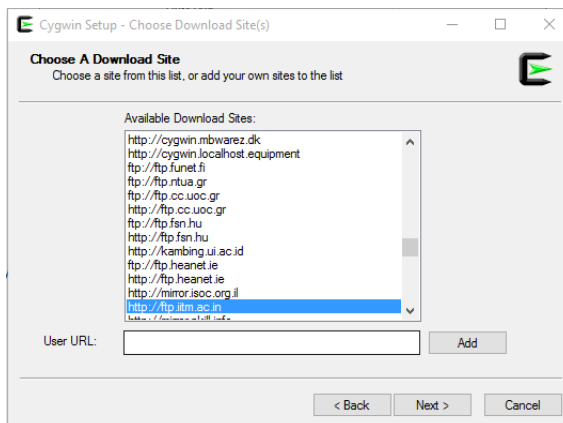 Cygwin Setup - Choose Download Site(s)
Choose A Download Site
Choose a site from this list, or add your own sites to the list
Available Download Sites:
http://cygwin.mbwarez.dk
http://cygwin.localhost.equipment
ftp://ftp.funet.fi
ftp://ftp.ntua.gr
ftp://ftp.cc.uoc.gr
http://ftp.cc.uoc.gr
ftp://ftp.fsn.hu
http://ftp.fsn.hu
http://kambing.ui.ac.id
ftp://ftp.heanet.ie
http://ftp.heanet.ie
http://mirror.isoc.org.il
http://ftp.iitm.ac.in
User URL:
Add
< Back
Next >
Cancel